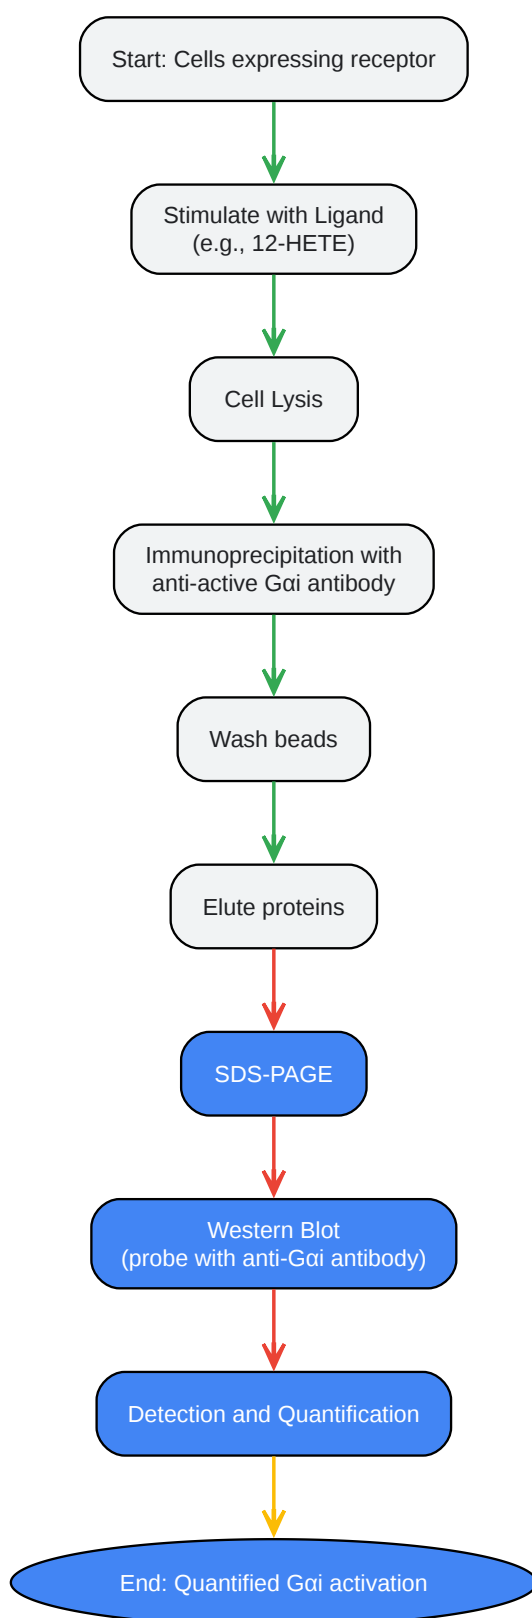 Start: Cells expressing receptor
Stimulate with Ligand
(e.g., 12-HETE)
Cell Lysis
Immunoprecipitation with
anti-active Gαi antibody
Wash beads
Elute proteins
SDS-PAGE
Western Blot
(probe with anti-Gαi antibody)
Detection and Quantification
End: Quantified Gαi activation